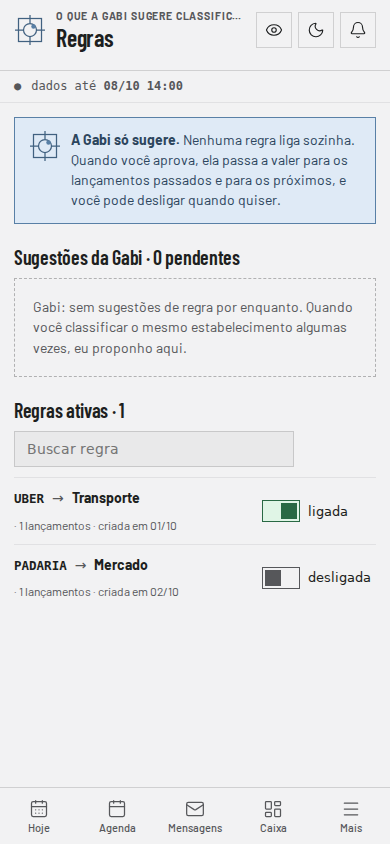 O QUE A GABI SUGERE CLASSIFIC...
Regras
● dados até 08/10 14:00
A Gabi só sugere. Nenhuma regra liga sozinha.
Quando você aprova, ela passa a valer para os
lançamentos passados e para os próximos, e
você pode desligar quando quiser.
Sugestões da Gabi · 0 pendentes
Gabi: sem sugestões de regra por enquanto. Quando
você classificar o mesmo estabelecimento algumas
vezes, eu proponho aqui.
Regras ativas · 1
Buscar regra
UBER → Transporte
· 1 lançamentos · criada em 01/10
ligada
PADARIA → Mercado
· 1 lançamentos · criada em 02/10
desligada
Hoje
Agenda
Mensagens
Caixa
Mais